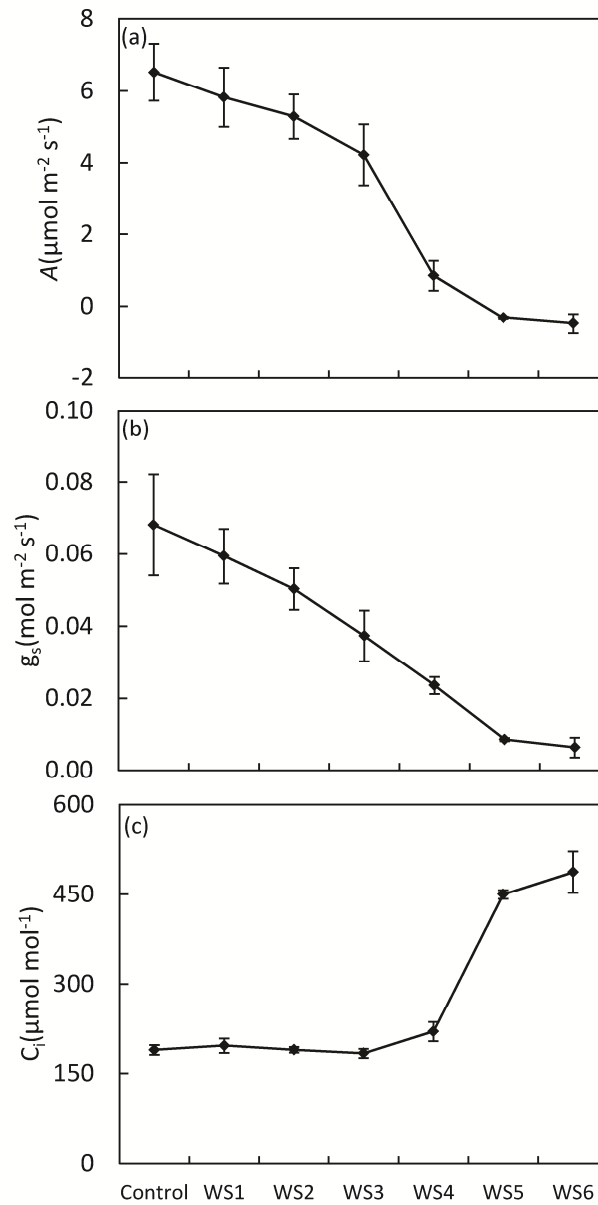 8
(a)
6
4
2
0
-2
A(μmol m-2 s-1)
0.10
(b)
0.08
0.06
0.04
0.02
0.00
gs(mol m-2 s-1)
600
(c)
450
300
150
0
Ci(μmol mol-1)
Control WS1 WS2 WS3 WS4 WS5 WS6